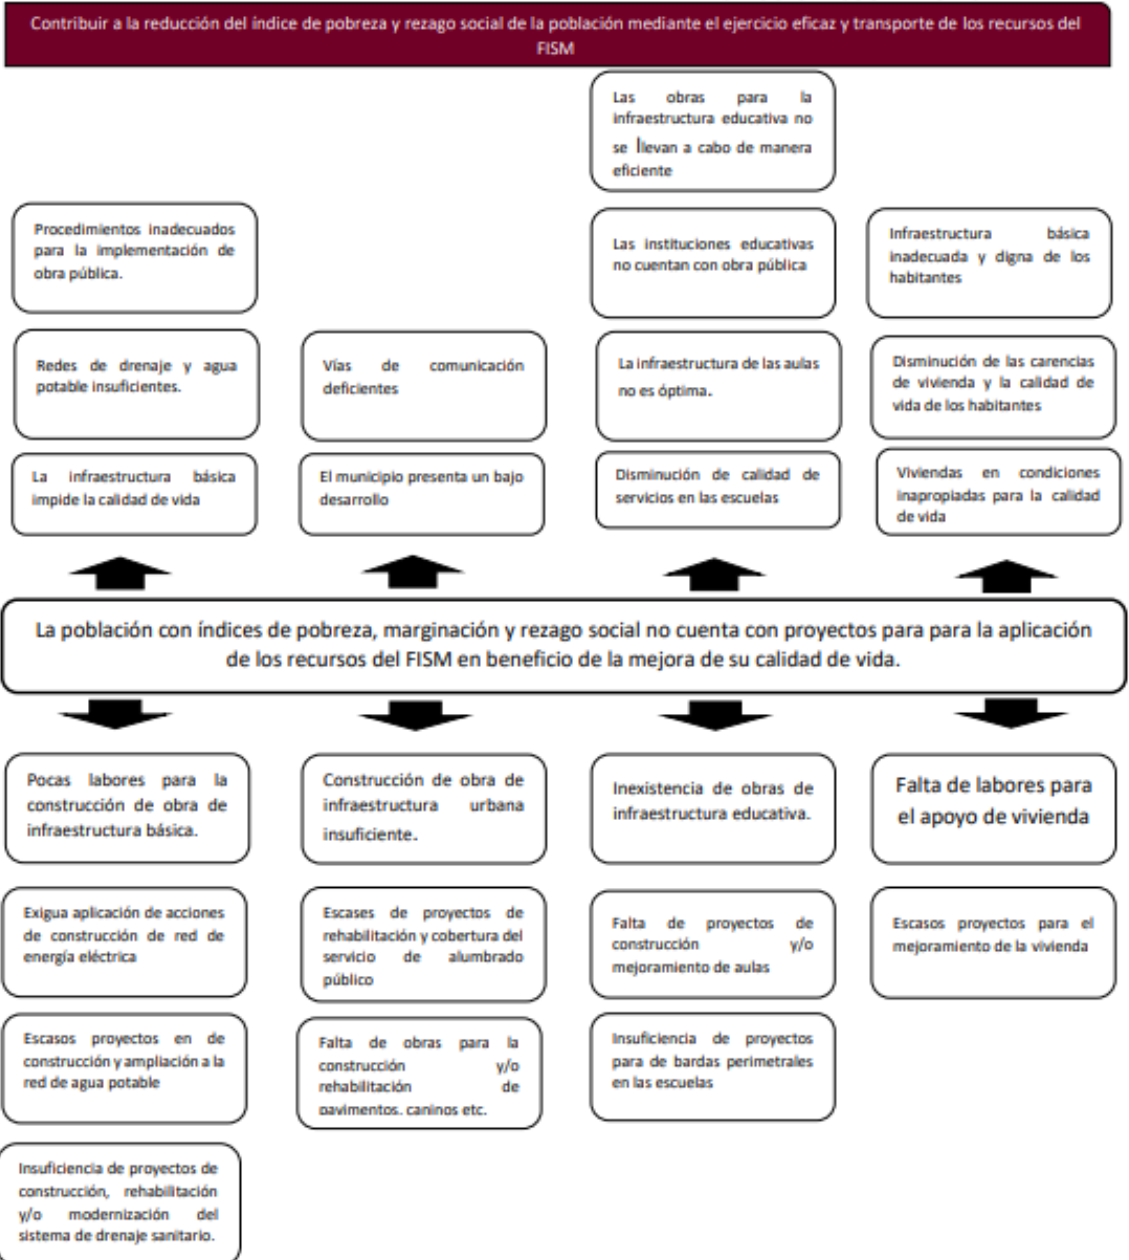 Contribuir a la reducción del índice de pobreza y rezago social de la población mediante el ejercicio eficaz y transporte de los recursos del
FISM
Las obras para la
infraestructura educativa no
se llevan a cabo de manera
eficiente
Procedimientos inadecuados
para la implementación de
obra pública.
Las instituciones educativas
no cuentan con obra pública
Infraestructura básica
inadecuada y digna de los
habitantes
Redes de drenaje y agua
potable insuficientes.
Vías de comunicación
deficientes
La infraestructura de las aulas
no es óptima.
Disminución de las carencias
de vivienda y la calidad de
vida de los habitantes
La infraestructura básica
impide la calidad de vida
El municipio presenta un bajo
desarrollo
Disminución de calidad de
servicios en las escuelas
Viviendas en condiciones
inapropiadas para la calidad
de vida
La población con índices de pobreza, marginación y rezago social no cuenta con proyectos para para la aplicación
de los recursos del FISM en beneficio de la mejora de su calidad de vida.
Pocas labores para la
construcción de obra de
infraestructura básica.
Construcción de obra de
infraestructura urbana
insuficiente.
Inexistencia de obras de
infraestructura educativa.
Falta de labores para
el apoyo de vivienda
Exigua aplicación de acciones
de construcción de red de
energía eléctrica
Escases de proyectos de
rehabilitación y cobertura del
servicio de alumbrado
público
Falta de proyectos de
construcción y/o
mejoramiento de aulas
Escasos proyectos para el
mejoramiento de la vivienda
Escasos proyectos en de
construcción y ampliación a la
red de agua potable
Falta de obras para la
construcción y/o
rehabilitación de
pavimentos, caninos etc.
Insuficiencia de proyectos
para de bardas perimetrales
en las escuelas
Insuficiencia de proyectos de
construcción, rehabilitación
y/o modernización del
sistema de drenaje sanitario.